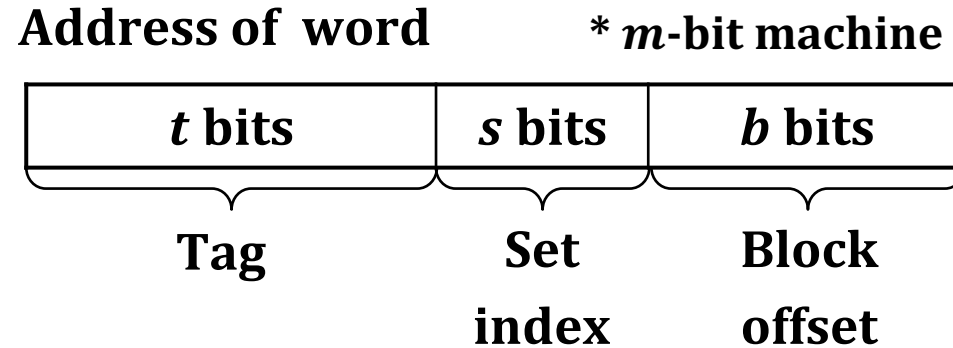 Address of word
* m-bit machine
t bits
s bits
b bits
Tag
Set index
Block offset